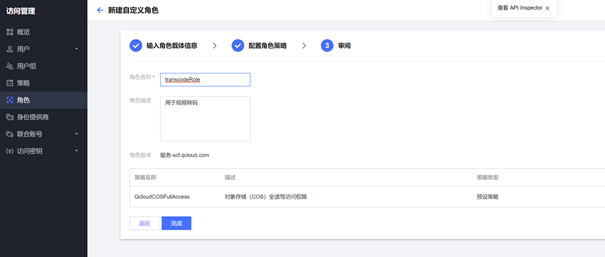 访问管理
新建自定义角色
查看 API Inspector
概览
用户
用户组
策略
角色
身份提供商
联合账号
访问密钥
输入角色载体信息
配置角色策略
3 审阅
角色名称 *
transcodeRole
角色描述
用于视频转码
角色载体
服务-scf.qcloud.com
策略名称 描述 策略类型
QcloudCOSFullAccess 对象存储（COS）全读写访问权限 预设策略
返回 完成